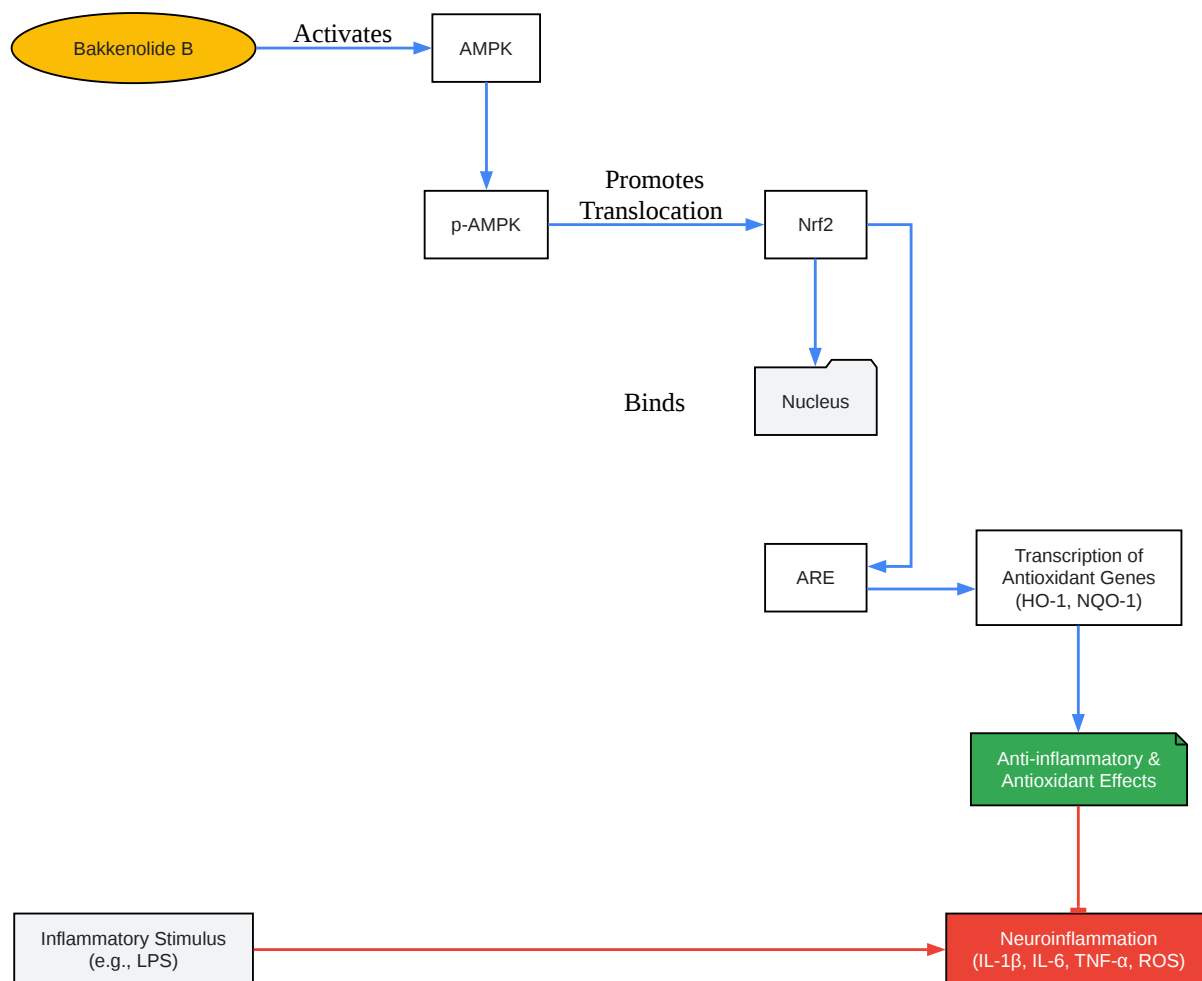 Bakkenolide B
Activates
AMPK
Promotes
Translocation
p-AMPK
Nrf2
Binds
Nucleus
ARE
Transcription of
Antioxidant Genes
(HO-1, NQO-1)
Anti-inflammatory &
Antioxidant Effects
Inflammatory Stimulus
(e.g., LPS)
Neuroinflammation
(IL-1β, IL-6, TNF-α, ROS)